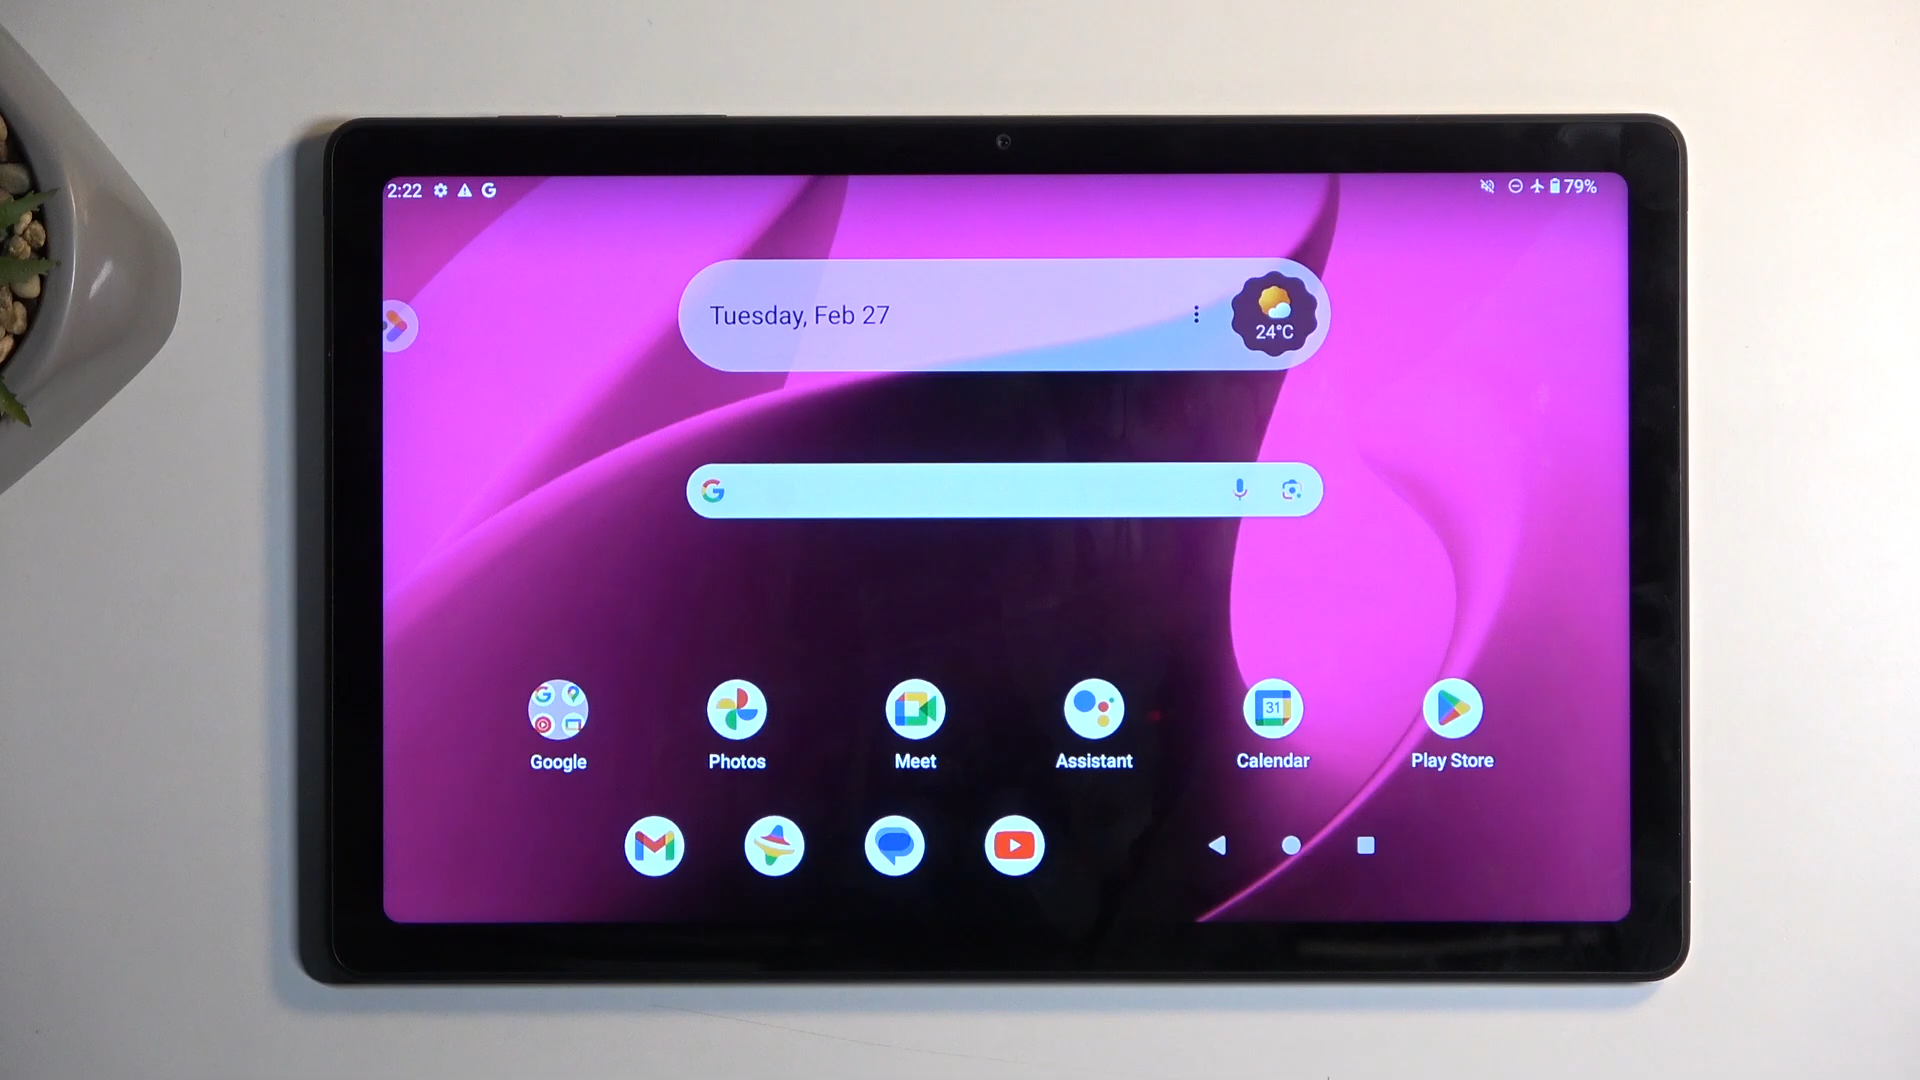 2:22 G 79%
Tuesday, Feb 27
24°C
G
31
Google Photos Meet Assistant Calendar Play Store